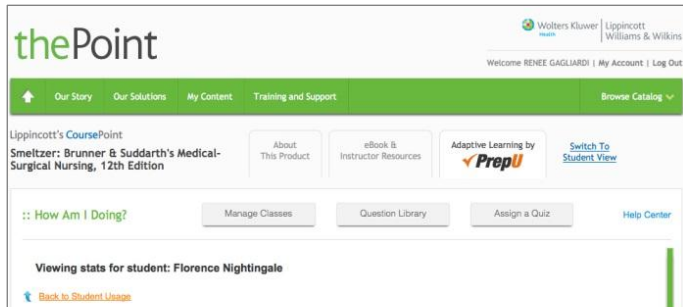 thePoint
Wolters Kluwer Health
Lippincott Williams & Wilkins
Welcome RENEE GAGLIARDI | My Account | Log Out
Our Story
Our Solutions
My Content
Training and Support
Browse Catalog
Lippincott's CoursePoint
Smeltzer: Brunner & Suddarth's Medical-
Surgical Nursing, 12th Edition
About
This Product
eBook &
Instructor Resources
Adaptive Learning by
PrepU
Switch To
Student View
:: How Am I Doing?
Manage Classes
Question Library
Assign a Quiz
Help Center
Viewing stats for student: Florence Nightingale
Back to Student Usage